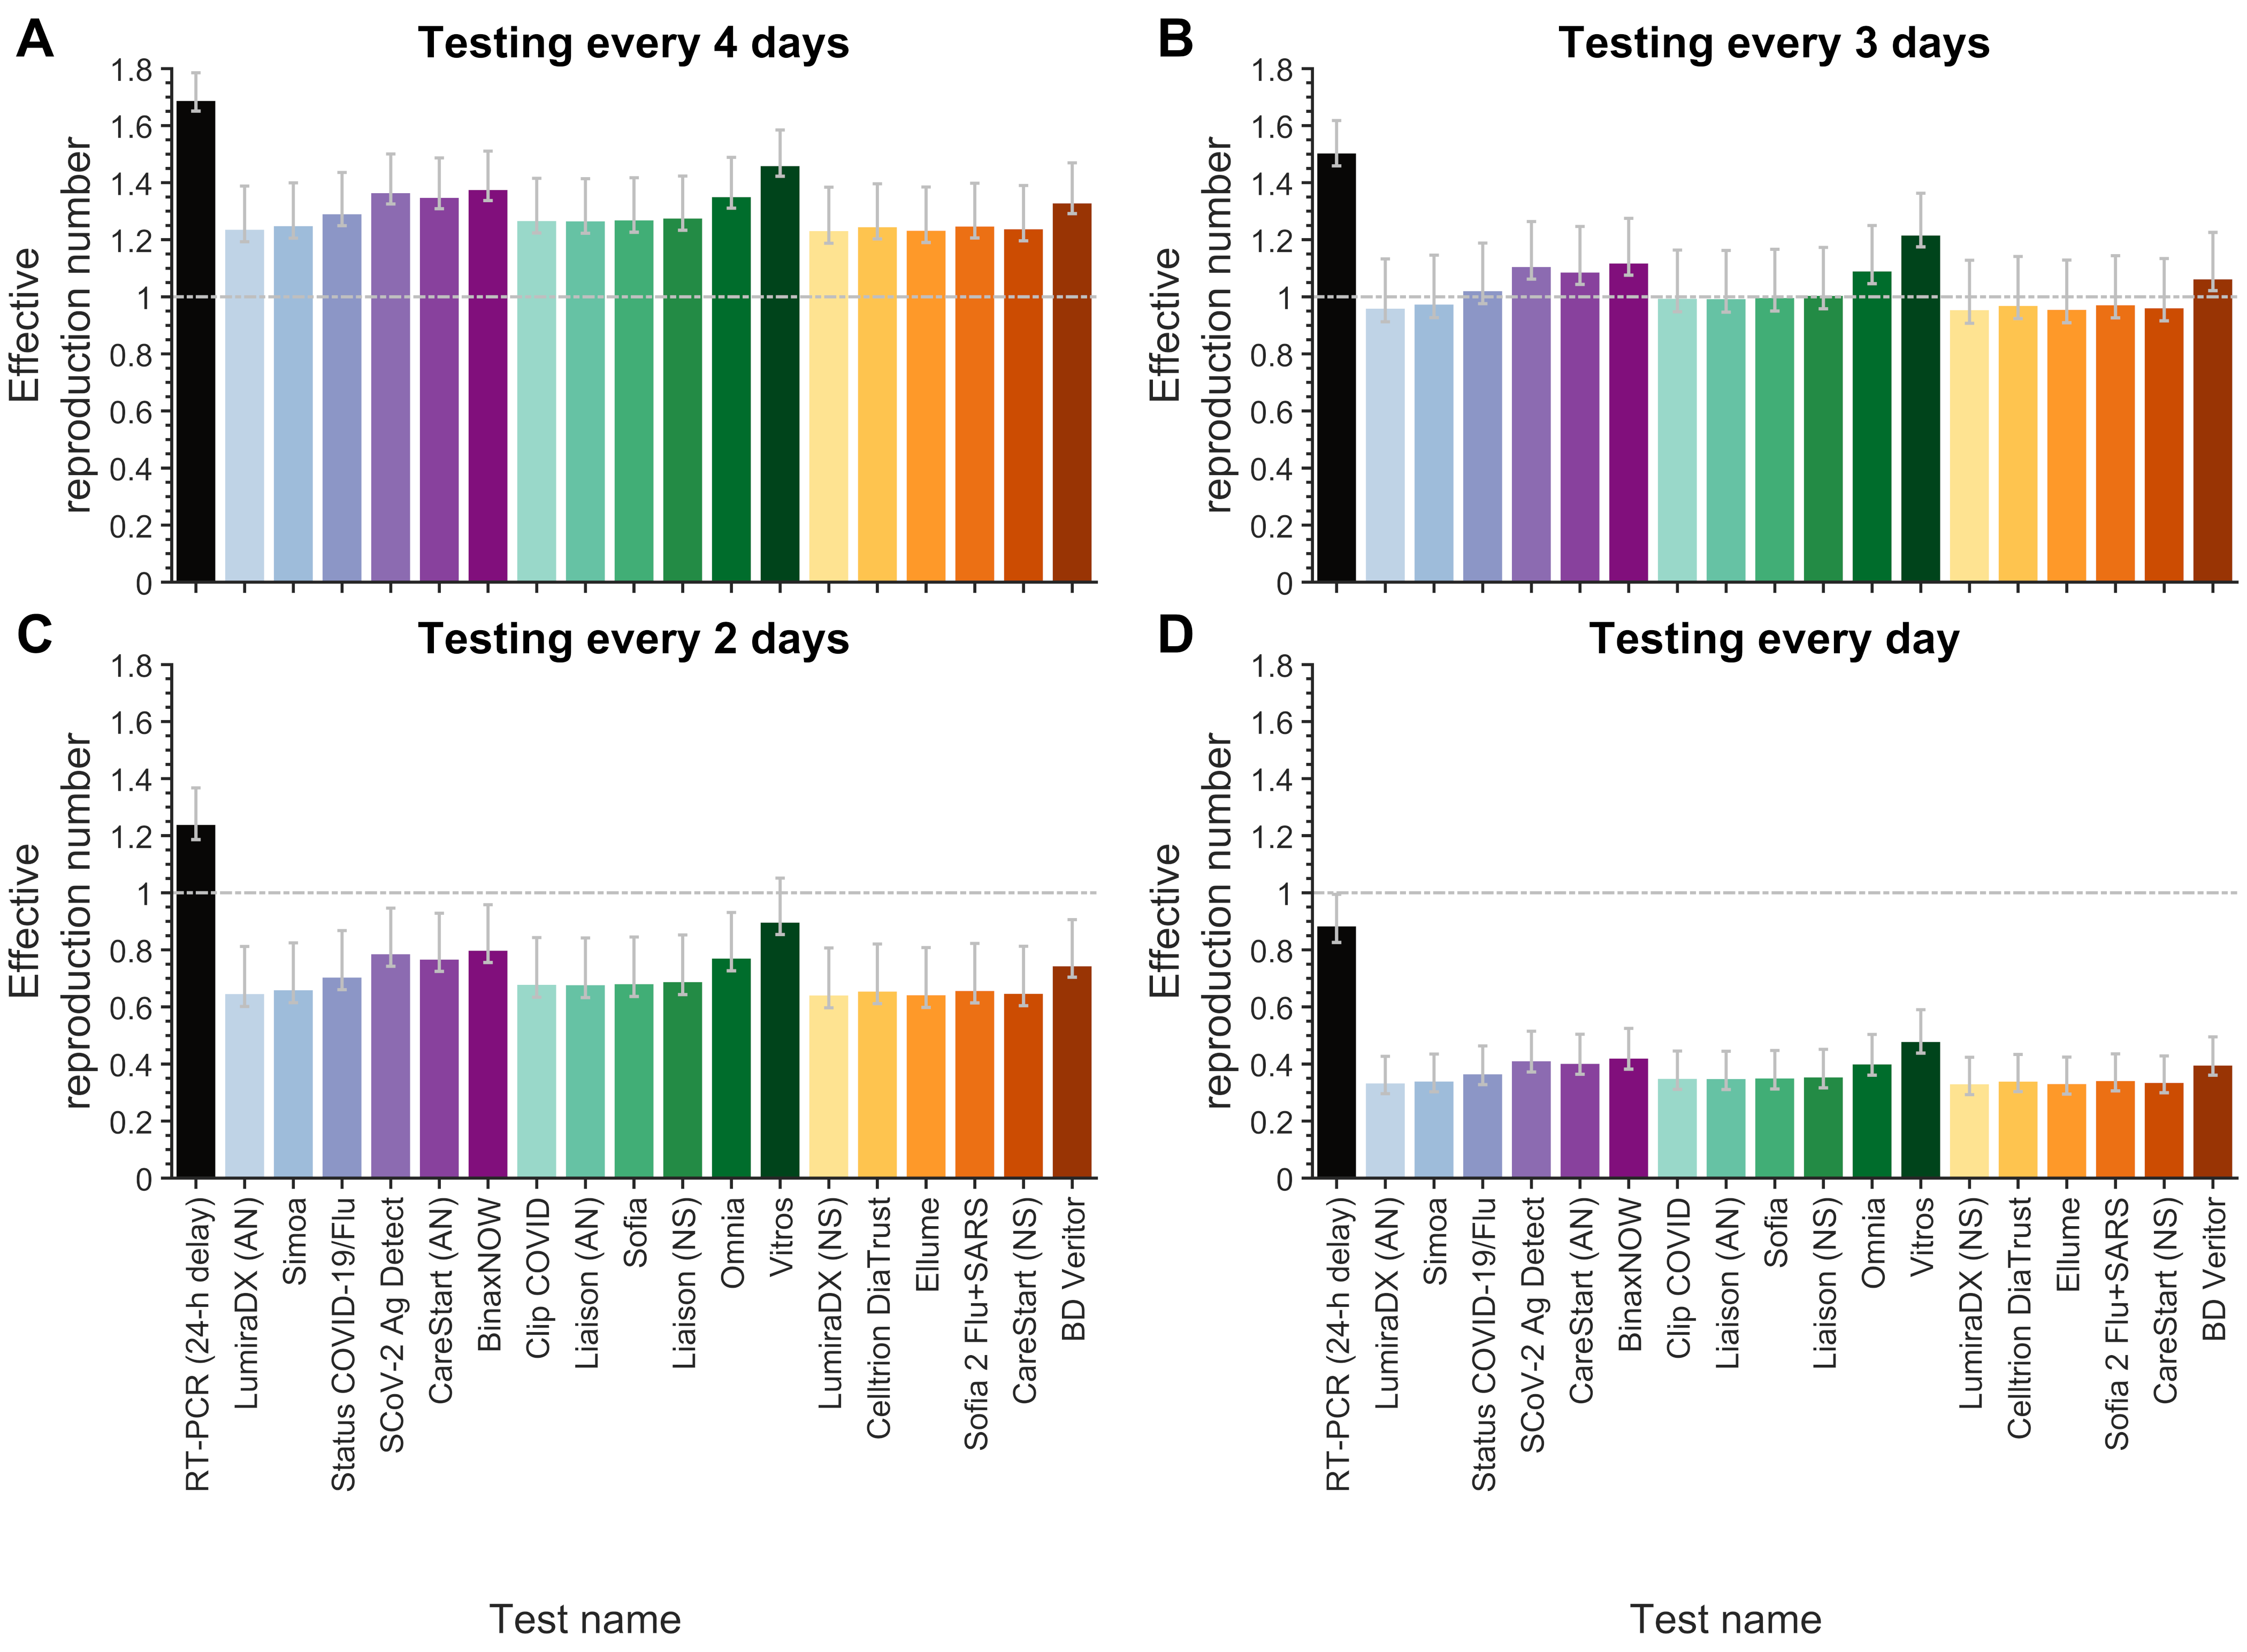 A
Testing every 4 days
Effective
reproduction number
1.8
1.6
1.4
1.2
1
0.8
0.6
0.4
0.2
0
B
Testing every 3 days
Effective
reproduction number
1.8
1.6
1.4
1.2
1
0.8
0.6
0.4
0.2
0
C
Testing every 2 days
Effective
reproduction number
1.8
1.6
1.4
1.2
1
0.8
0.6
0.4
0.2
0
RT-PCR (24-h delay)
LumiraDX (AN)
Simoa
Status COVID-19/Flu
SCoV-2 Ag Detect
CareStart (AN)
BinaxNOW
Clip COVID
Liaison (AN)
Sofia
Liaison (NS)
Omnia
Vitros
LumiraDX (NS)
Celltrion DiaTrust
Ellume
Sofia 2 Flu+SARS
CareStart (NS)
BD Veritor
Test name
D
Testing every day
Effective
reproduction number
1.8
1.6
1.4
1.2
1
0.8
0.6
0.4
0.2
0
RT-PCR (24-h delay)
LumiraDX (AN)
Simoa
Status COVID-19/Flu
SCoV-2 Ag Detect
CareStart (AN)
BinaxNOW
Clip COVID
Liaison (AN)
Sofia
Liaison (NS)
Omnia
Vitros
LumiraDX (NS)
Celltrion DiaTrust
Ellume
Sofia 2 Flu+SARS
CareStart (NS)
BD Veritor
Test name